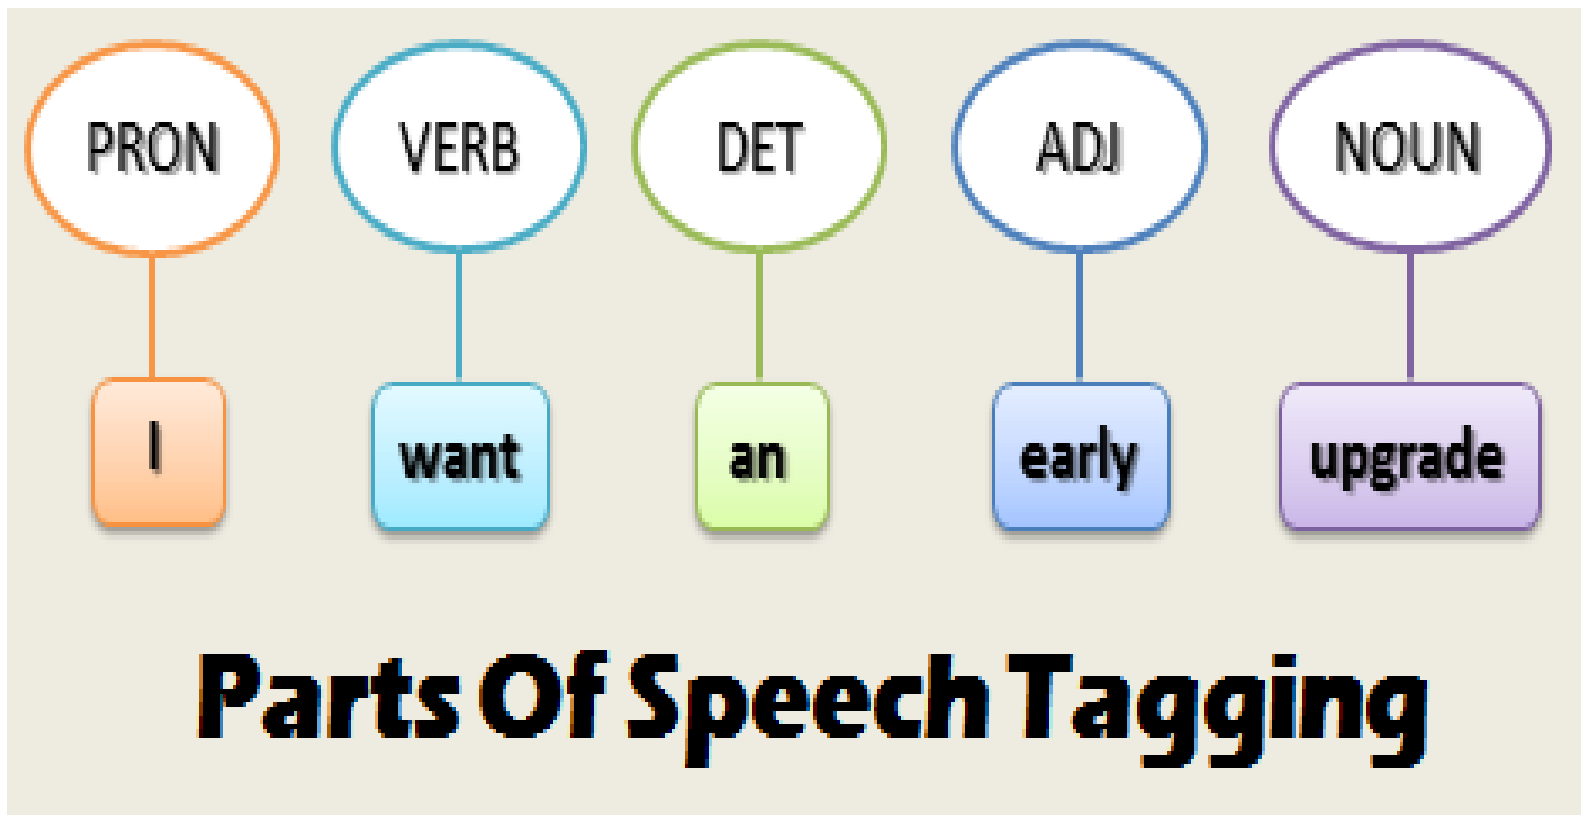 PRON VERB DET ADJ NOUN
I want an early upgrade
Parts Of Speech Tagging